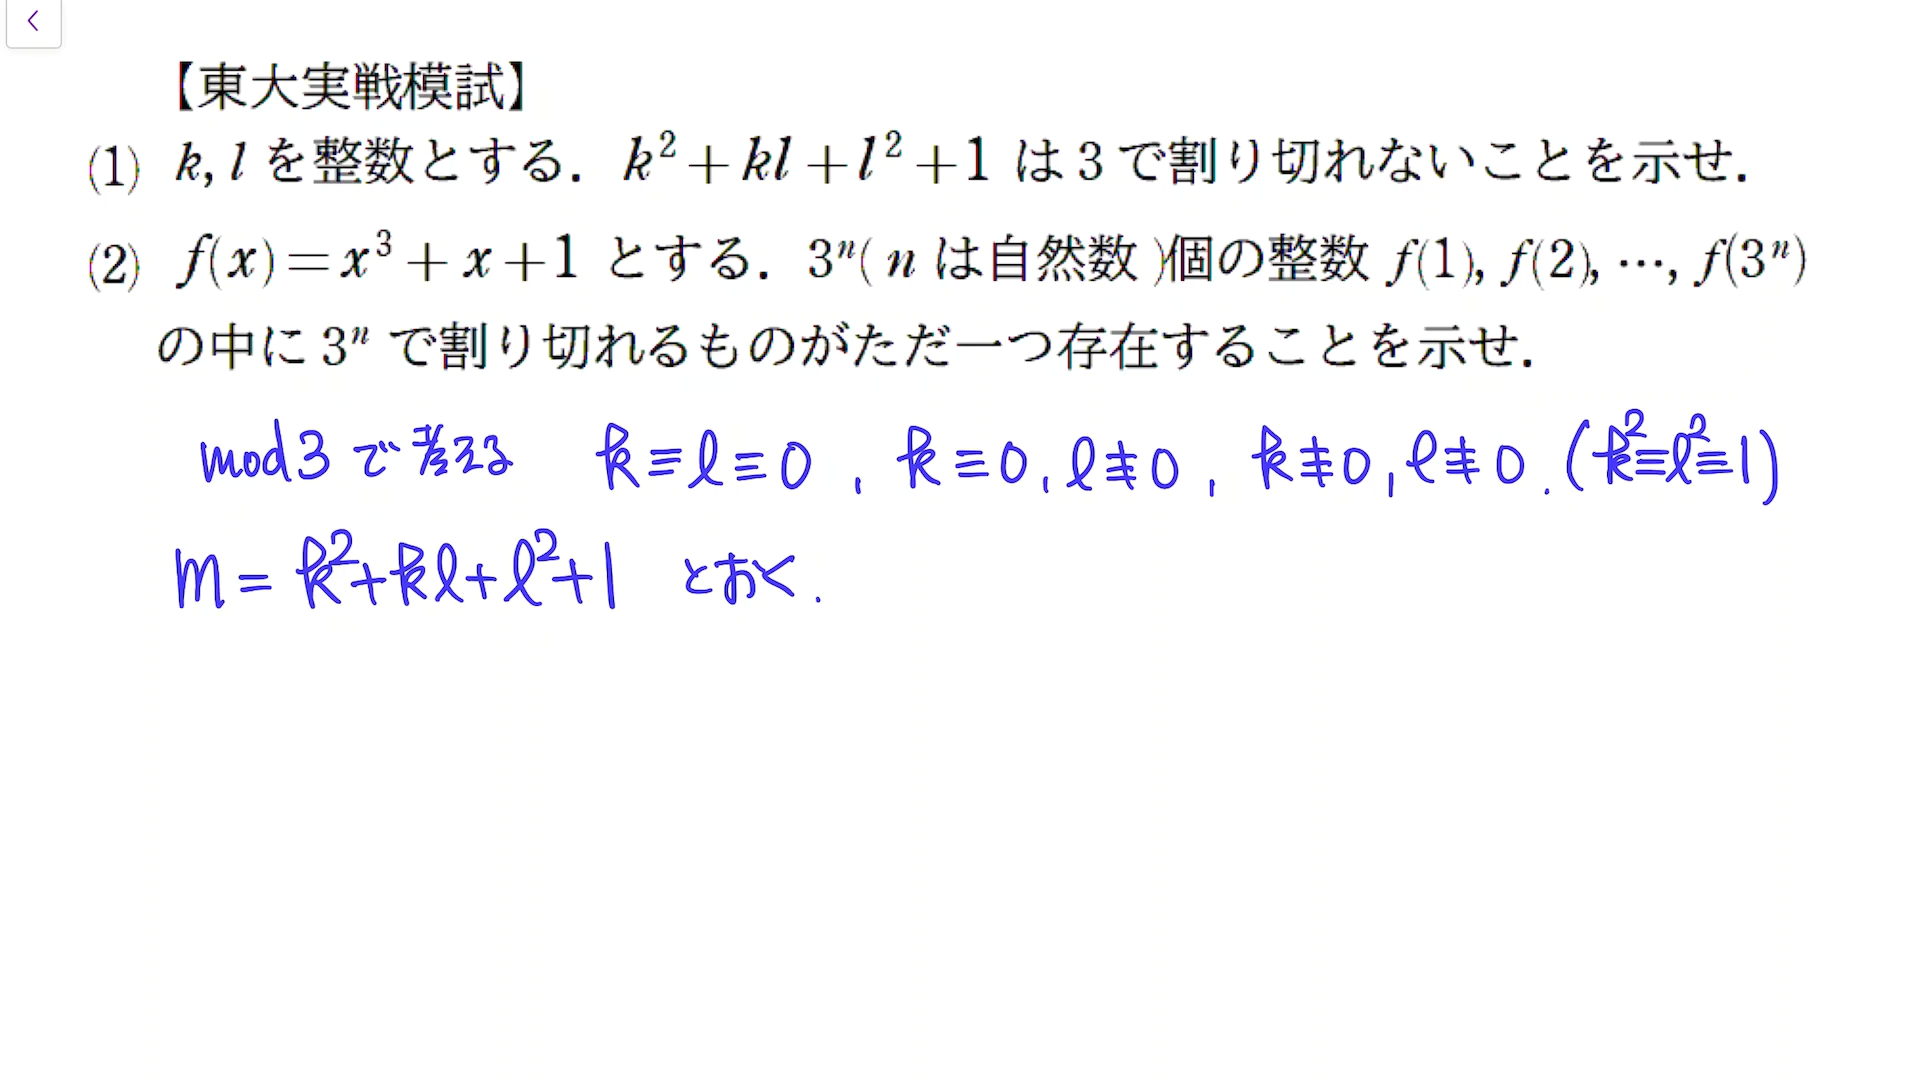 【東大実戦模試】
(1) k, l を整数とする. k²+kl+l²+1 は 3 で割り切れないことを示せ.
(2) f(x)=x³+x+1 とする. 3ⁿ( n は自然数 )個の整数 f(1), f(2), …, f(3ⁿ)
の中に 3ⁿ で割り切れるものがただ一つ存在することを示せ.
mod3 で考える k≡l≡0 , k≡0, l≢0 , k≢0, l≢0. (k²≡l²≡1)
m = k²+kl+l²+1 とおく.